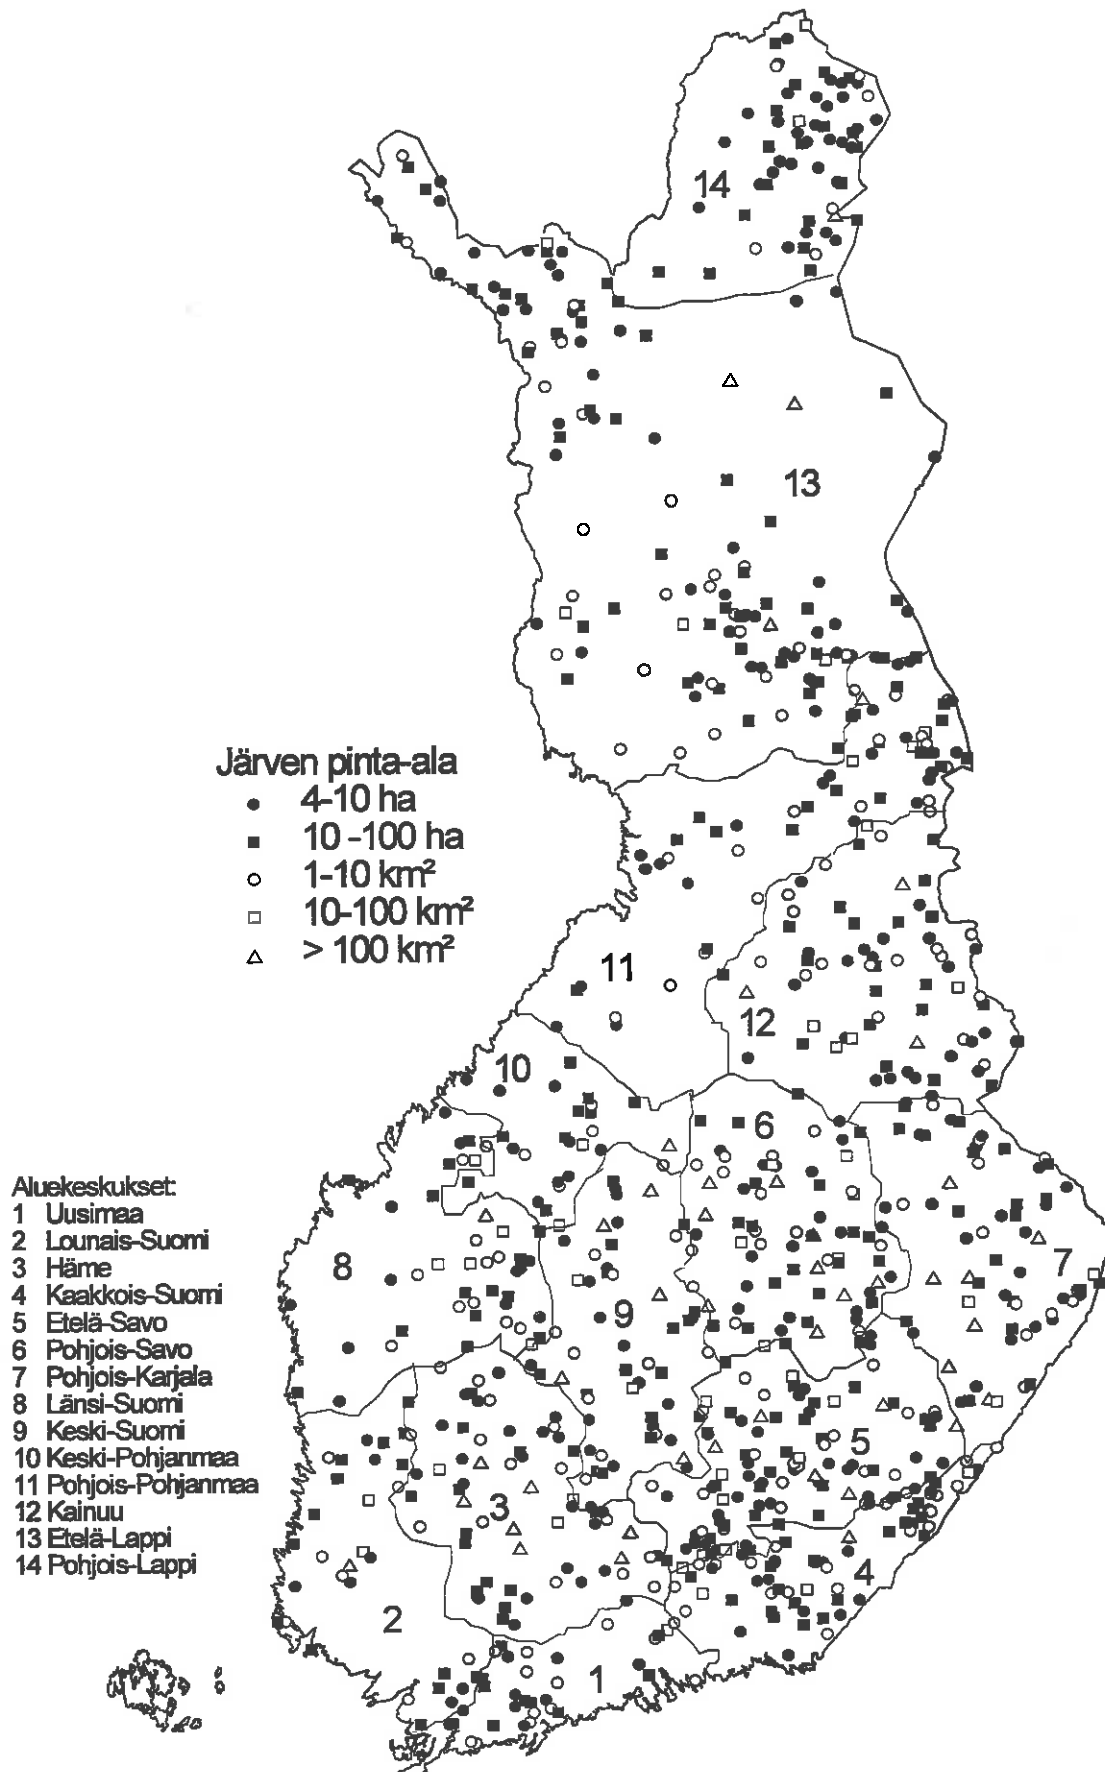 14
13
Järven pinta-ala
4-10 ha
10 -100 ha
1-10 km²
10-100 km²
> 100 km²
11
12
10
6
Aluekeskukset:
1 Uusimaa
2 Lounais-Suomi
3 Häme
4 Kaakkois-Suomi
5 Etelä-Savo
6 Pohjois-Savo
7 Pohjois-Karjala
8 Länsi-Suomi
9 Keski-Suomi
10 Keski-Pohjanmaa
11 Pohjois-Pohjanmaa
12 Kainuu
13 Etelä-Lappi
14 Pohjois-Lappi
8
7
9
5
3
4
2
1